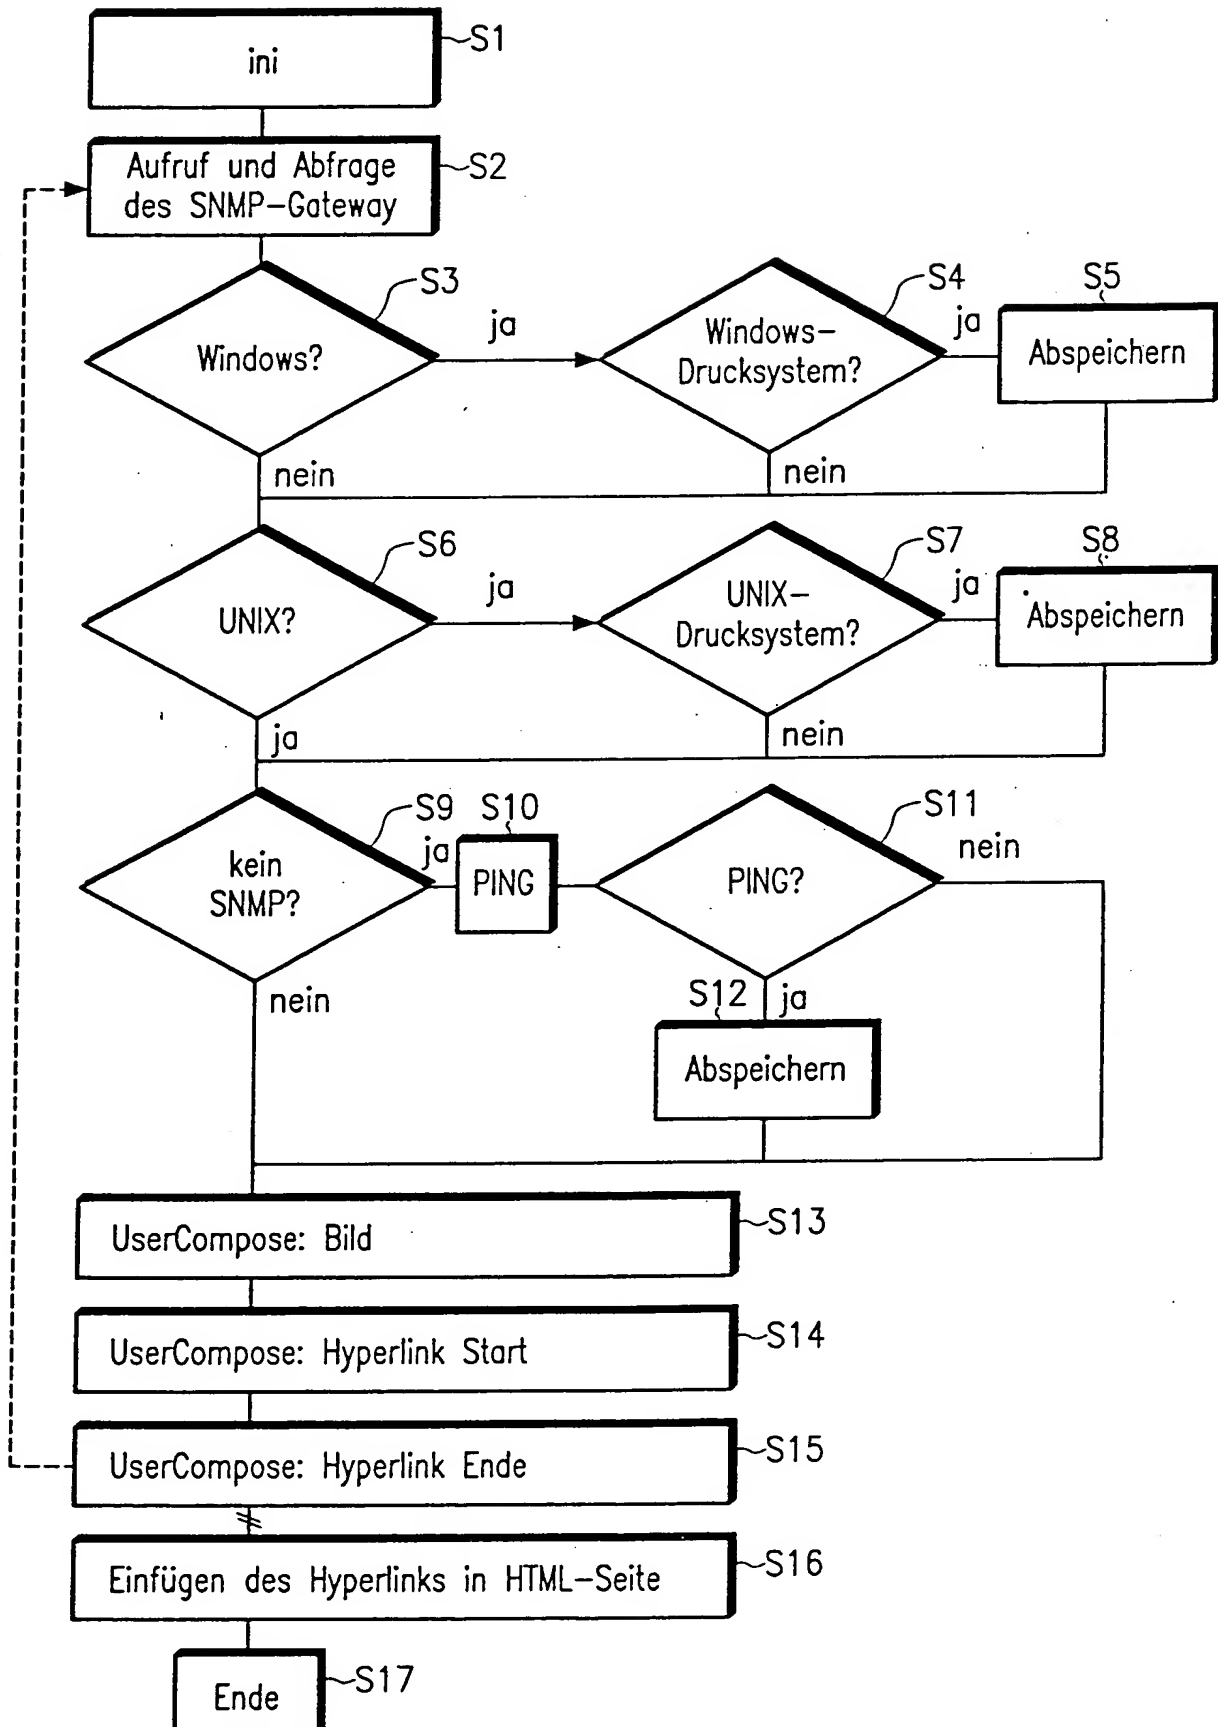 ini
S1
Aufruf und Abfrage
des SNMP-Gateway
S2
Windows?
S3
ja
nein
Windows-
Drucksystem?
S4
ja
nein
S5
Abspeichern
UNIX?
S6
ja
ja
UNIX-
Drucksystem?
S7
ja
nein
S8
Abspeichern
kein
SNMP?
S9
ja
nein
S10
PING
PING?
S11
nein
ja
S12
Abspeichern
UserCompose: Bild
S13
UserCompose: Hyperlink Start
S14
UserCompose: Hyperlink Ende
S15
Einfügen des Hyperlinks in HTML-Seite
S16
Ende
S17